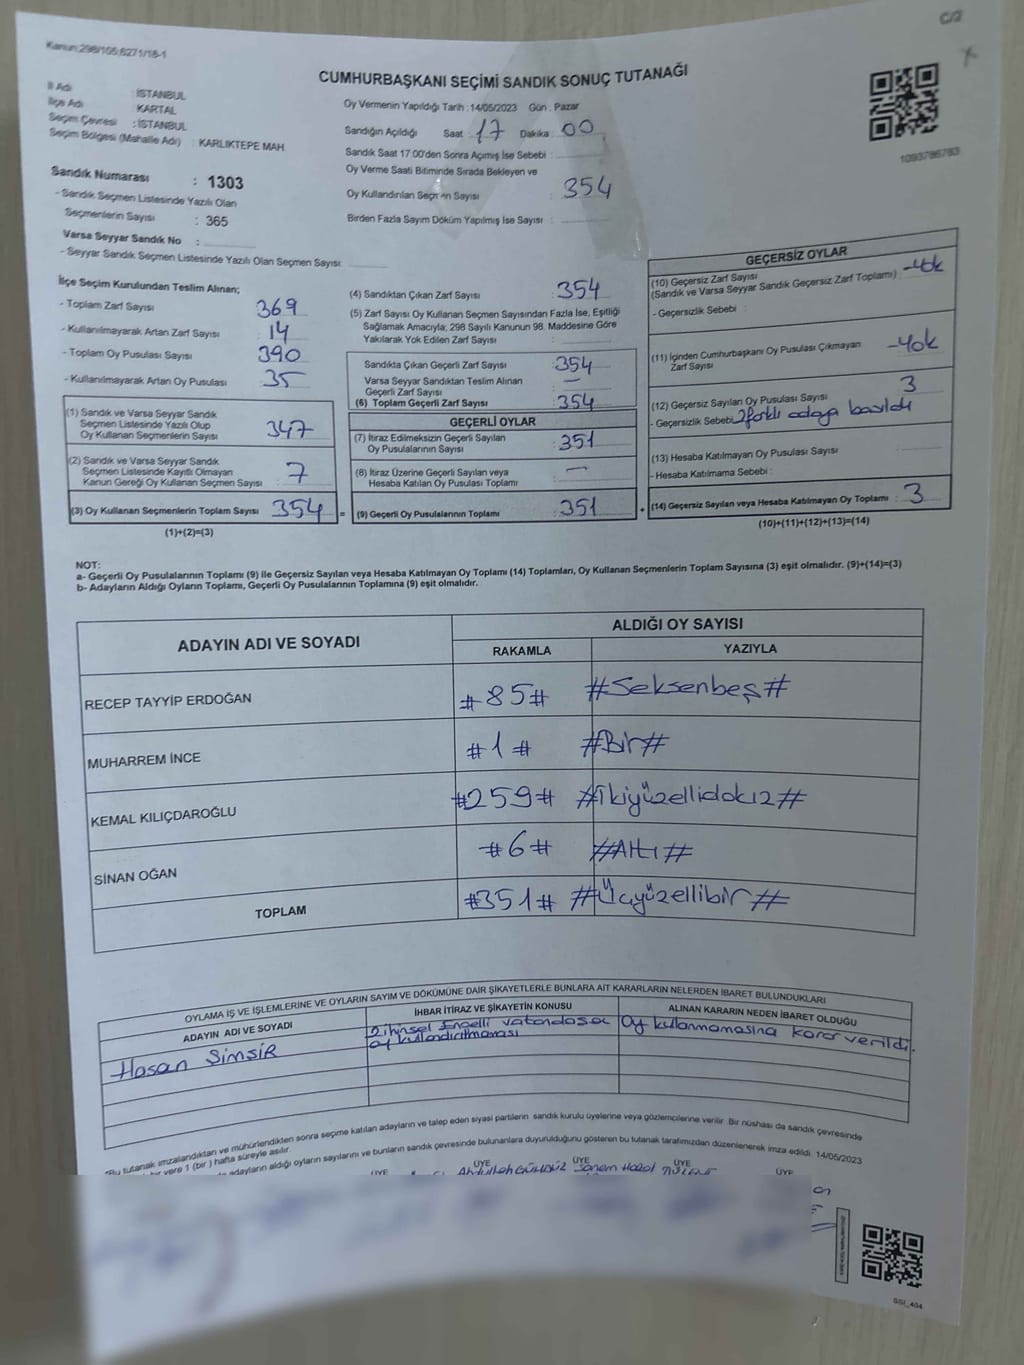 C/2
Kanun;298/105;6271/18-1
CUMHURBAŞKANI SEÇİMİ SANDIK SONUÇ TUTANAĞI
İl Adı : İSTANBUL
İlçe Adı KARTAL
Seçim Çevresi : İSTANBUL
Seçim Bölgesi (Mahalle Adı) : KARLIKTEPE MAH.
Oy Vermenin Yapıldığı Tarih : 14/05/2023 Gün : Pazar
Sandığın Açıldığı Saat 17 Dakika : 00
Sandık Saat 17:00'den Sonra Açımış İse Sebebi :
Oy Verme Saati Bitiminde Sırada Bekleyen ve
Oy Kullandırılan Seçmen Sayısı : 354
Birden Fazla Sayım Döküm Yapılmış İse Sayısı :
1093786783
Sandık Numarası : 1303
- Sandık Seçmen Listesinde Yazılı Olan
Seçmenlerin Sayısı : 365
Varsa Seyyar Sandık No :
- Seyyar Sandık Seçmen Listesinde Yazılı Olan Seçmen Sayısı:
İlçe Seçim Kurulundan Teslim Alınan;
- Toplam Zarf Sayısı 369
- Kullanılmayarak Artan Zarf Sayısı : 14
- Toplam Oy Pusulası Sayısı 390
- Kullanılmayarak Artan Oy Pusulası : 35
(1) Sandık ve Varsa Seyyar Sandık
Seçmen Listesinde Yazılı Olup
Oy Kullanan Seçmenlerin Sayısı : 347
(2) Sandık ve Varsa Seyyar Sandık
Seçmen Listesinde Kayıtlı Olmayan
Kanun Gereği Oy Kullanan Seçmen Sayısı : 7
(3) Oy Kullanan Seçmenlerin Toplam Sayısı : 354 =
(1)+(2)=(3)
(4) Sandıktan Çıkan Zarf Sayısı : 354
(5) Zarf Sayısı Oy Kullanan Seçmen Sayısından Fazla İse, Eşitliği
Sağlamak Amacıyla; 298 Sayılı Kanunun 98. Maddesine Göre
Yakılarak Yok Edilen Zarf Sayısı :
Sandıkta Çıkan Geçerli Zarf Sayısı : 354
Varsa Seyyar Sandıktan Teslim Alınan
Geçerli Zarf Sayısı : —
(6) Toplam Geçerli Zarf Sayısı : 354
GEÇERLİ OYLAR
(7) İtiraz Edilmeksizin Geçerli Sayılan
Oy Pusulalarının Sayısı : 351
(8) İtiraz Üzerine Geçerli Sayılan veya
Hesaba Katılan Oy Pusulası Toplamı : —
(9) Geçerli Oy Pusulalarının Toplamı : 351 +
GEÇERSİZ OYLAR
(10) Geçersiz Zarf Sayısı
(Sandık ve Varsa Seyyar Sandık Geçersiz Zarf Toplamı) : -Yok
- Geçersizlik Sebebi :
(11) İçinden Cumhurbaşkanı Oy Pusulası Çıkmayan
Zarf Sayısı -Yok
(12) Geçersiz Sayılan Oy Pusulası Sayısı : 3
- Geçersizlik Sebebi: 2farklı adaya basıldı
(13) Hesaba Katılmayan Oy Pusulası Sayısı
- Hesaba Katılmama Sebebi :
(14) Geçersiz Sayılan veya Hesaba Katılmayan Oy Toplamı : 3
(10)+(11)+(12)+(13)=(14)
NOT:
a- Geçerli Oy Pusulalarının Toplamı (9) ile Geçersiz Sayılan veya Hesaba Katılmayan Oy Toplamı (14) Toplamları, Oy Kullanan Seçmenlerin Toplam Sayısına (3) eşit olmalıdır. (9)+(14)=(3)
b- Adayların Aldığı Oyların Toplamı, Geçerli Oy Pusulalarının Toplamına (9) eşit olmalıdır.
ADAYIN ADI VE SOYADI
ALDIĞI OY SAYISI
RAKAMLA YAZIYLA
RECEP TAYYİP ERDOĞAN #85# #Seksenbeş#
MUHARREM İNCE #1# #Bir#
KEMAL KILIÇDAROĞLU #259# #ikiyüzellidokız#
SİNAN OĞAN #6# #Altı#
TOPLAM #351# #Üçyüzellibir#
OYLAMA İŞ VE İŞLEMLERİNE VE OYLARIN SAYIM VE DÖKÜMÜNE DAİR ŞİKAYETLERLE BUNLARA AİT KARARLARIN NELERDEN İBARET BULUNDUKLARI
ADAYIN ADI VE SOYADI İHBAR İTİRAZ VE ŞİKAYETİN KONUSU ALINAN KARARIN NEDEN İBARET OLDUĞU
Hasan Şimşir
Zihinsel Engelli vatandaşa
oy kullandırılmaması
Oy kullanmamasına karar verildi.
imzalandıktan ve mühürlendikten sonra seçime katılan adayların ve talep eden siyasi partilerin sandık kurulu üyelerine veya gözlemcilerine verilir. Bir nüshası da sandık çevresinde
bir yere 1 (bir) hafta süreyle asılır.
adayların aldığı oyların sayılarını ve bunların sandık çevresinde bulunanlara duyurulduğunu gösteren bu tutanak tarafımızdan düzenlenerek imza edildi. 14/05/2023
ÜYE ÜYE ÜYE ÜYE ÜYE
SSI_404